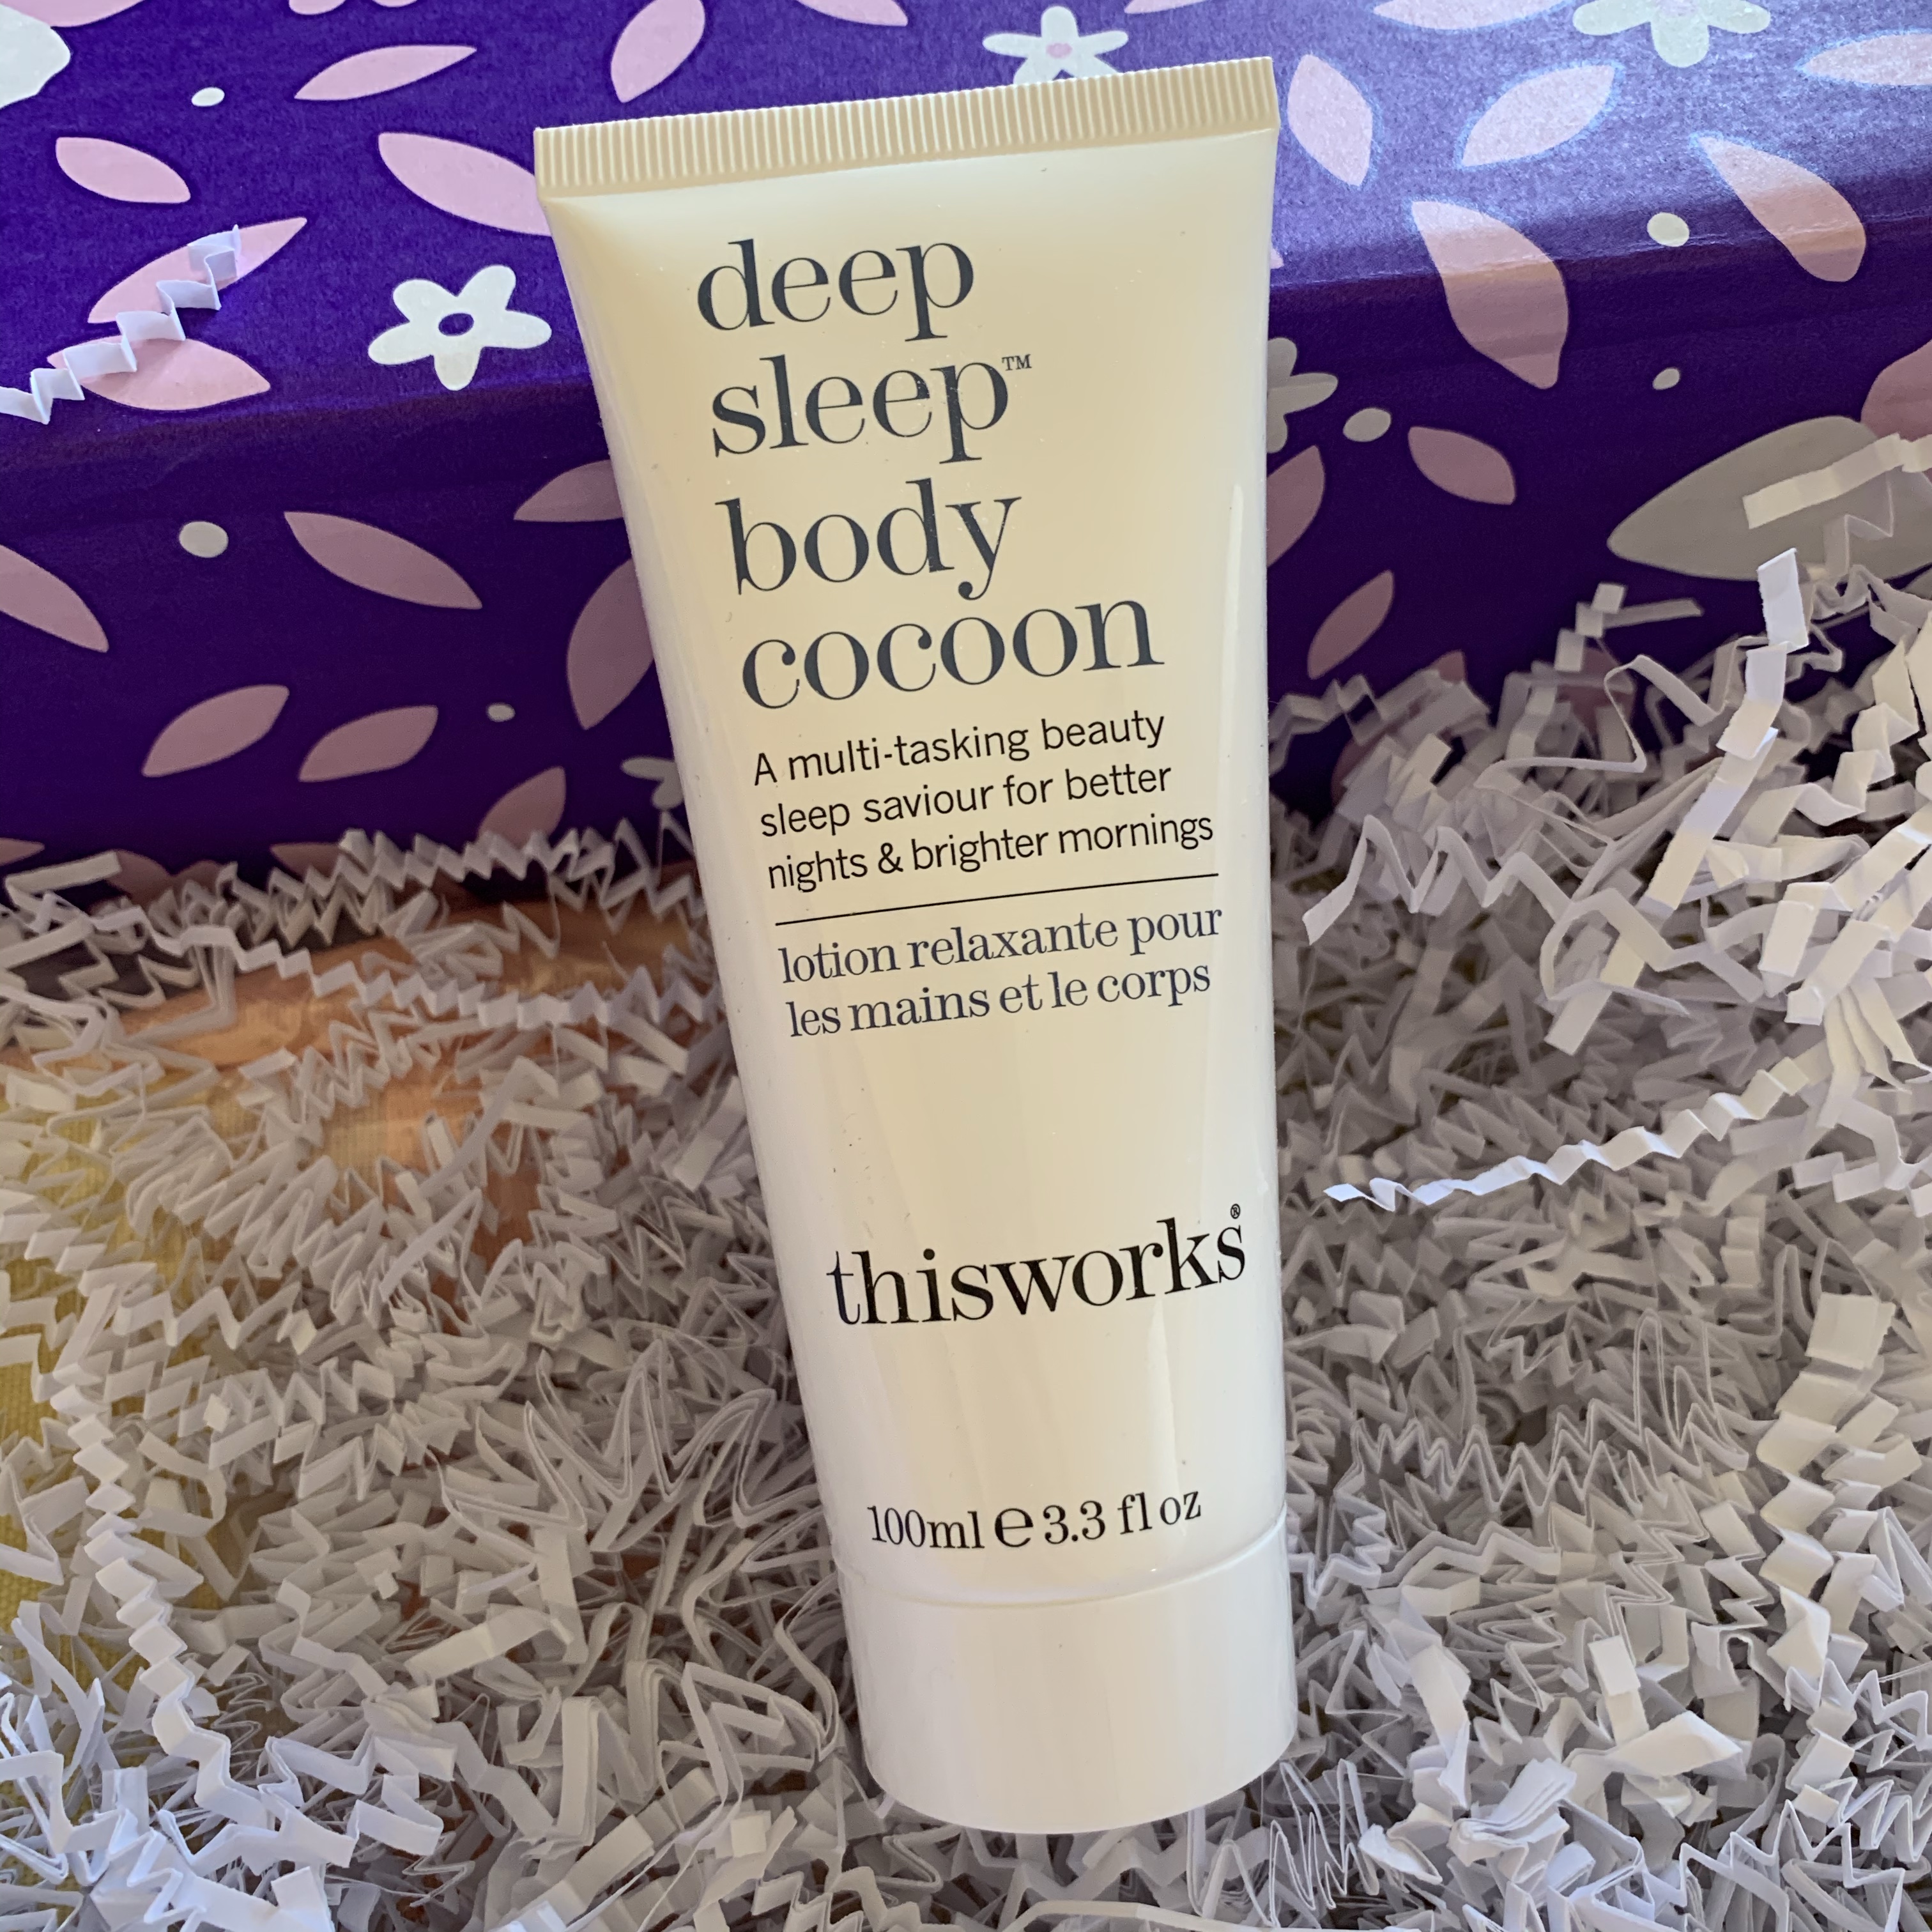 deep
sleep™
body
cocoon
A multi-tasking beauty
sleep saviour for better
nights & brighter mornings
lotion relaxante pour
les mains et le corps
thisworks®
100ml ℮ 3.3 fl oz